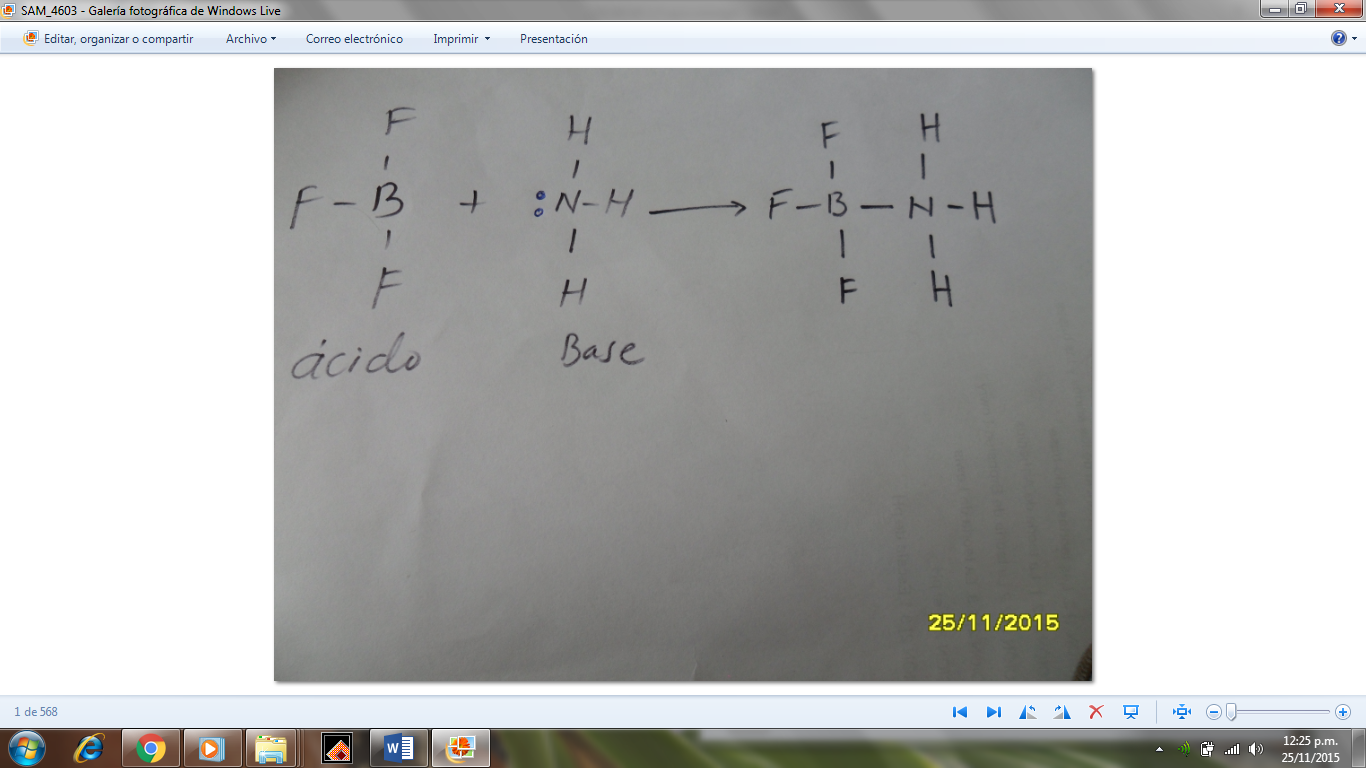 SAM_4603 - Galería fotográfica de Windows Live
Editar, organizar o compartir Archivo Correo electrónico Imprimir Presentación
F H F H
F - B + :N - H → F - B - N - H
F H F H
ácido Base
25/11/2015
1 de 568
12:25 p.m.
25/11/2015